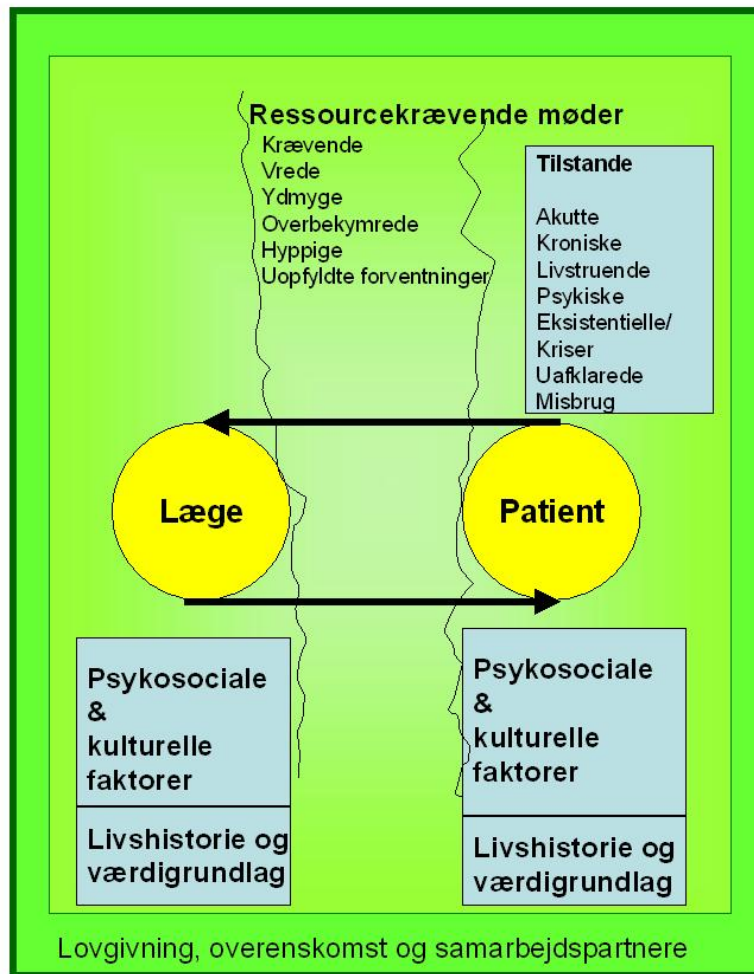 Ressourcekrævende møder
Krævende
Vrede
Ydmyge
Overbekymrede
Hyppige
Uopfyldte forventninger
Tilstande
Akutte
Kroniske
Livstruende
Psykiske
Eksistentielle/
Kriser
Uafklarede
Misbrug
Læge
Patient
Psykosociale
&
kulturelle
faktorer
Livshistorie og
værdigrundlag
Psykosociale
&
kulturelle
faktorer
Livshistorie og
værdigrundlag
Lovgivning, overenskomst og samarbejdspartnere